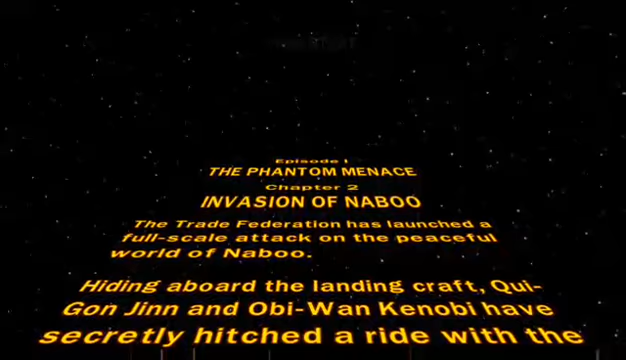 Episode I
THE PHANTOM MENACE
Chapter 2
INVASION OF NABOO
The Trade Federation has launched a
full-scale attack on the peaceful
world of Naboo.
Hiding aboard the landing craft, Qui-
Gon Jinn and Obi-Wan Kenobi have
secretly hitched a ride with the